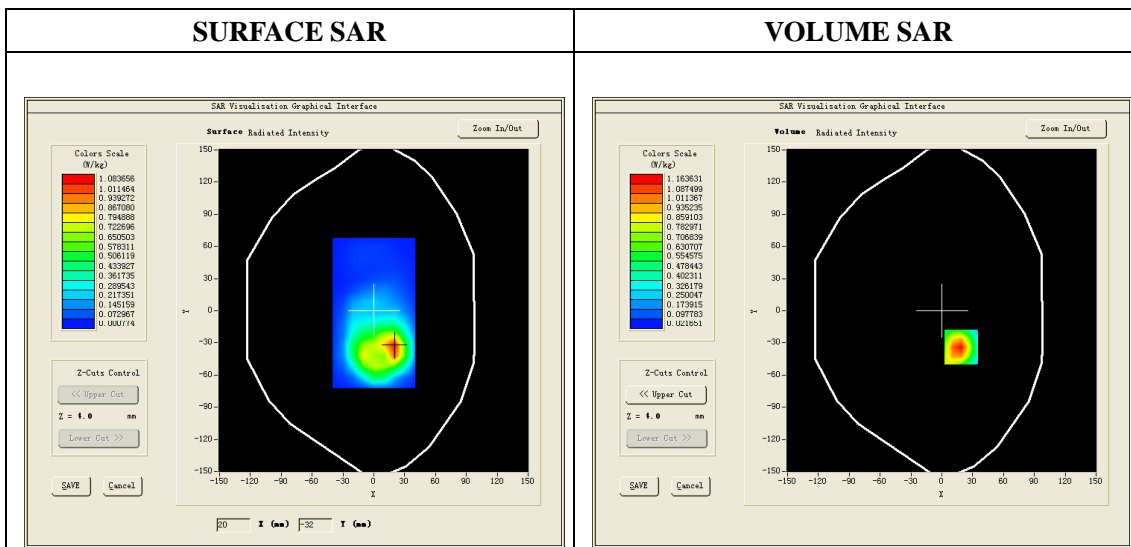 SURFACE SAR
VOLUME SAR
SAR Visualisation Graphical Interface
Surface Radiated Intensity
Zoom In/Out
Colors Scale
(W/kg)
1.083656
1.011464
0.939272
0.867080
0.794888
0.722696
0.650503
0.578311
0.506119
0.433927
0.361735
0.289543
0.217351
0.145159
0.072967
0.000774
Z-Cuts Control
<< Upper Cut
Z = 4.0 mm
Lower Cut >>
SAVE Cancel
150
120
90
60
30
0
-30
-60
-90
-120
-150
Y
-150 -120 -90 -60 -30 0 30 60 90 120 150
X
20 X (mm) -32 Y (mm)
SAR Visualisation Graphical Interface
Volume Radiated Intensity
Zoom In/Out
Colors Scale
(W/kg)
1.163631
1.087499
1.011367
0.935235
0.859103
0.782971
0.706839
0.630707
0.554575
0.478443
0.402311
0.326179
0.250047
0.173915
0.097783
0.021651
Z-Cuts Control
<< Upper Cut
Z = 4.0 mm
Lower Cut >>
SAVE Cancel
150
120
90
60
30
0
-30
-60
-90
-120
-150
Y
-150 -120 -90 -60 -30 0 30 60 90 120 150
X